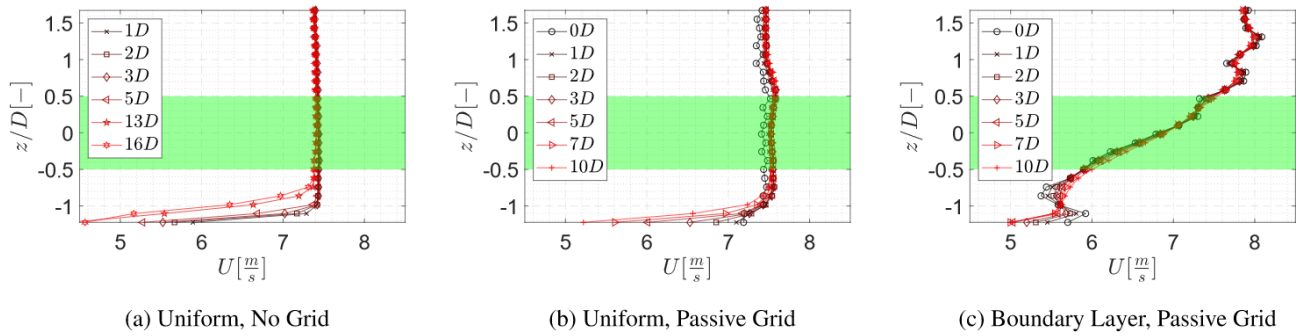 1.5
1
0.5
0
-0.5
-1
z/D[−]
1D
2D
3D
5D
13D
16D
5 6 7 8
U[m/s]
(a) Uniform, No Grid
1.5
1
0.5
0
-0.5
-1
z/D[−]
0D
1D
2D
3D
5D
7D
10D
5 6 7 8
U[m/s]
(b) Uniform, Passive Grid
1.5
1
0.5
0
-0.5
-1
z/D[−]
0D
1D
2D
3D
5D
7D
10D
5 6 7 8
U[m/s]
(c) Boundary Layer, Passive Grid